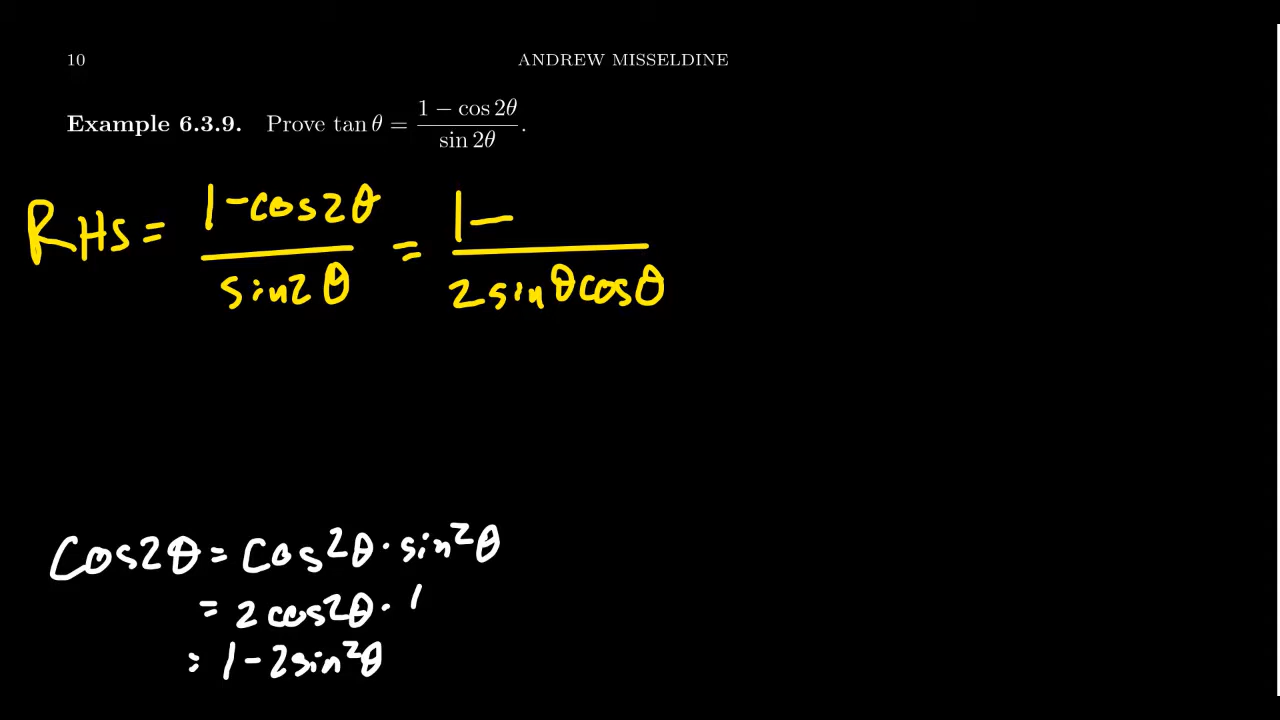 10 ANDREW MISSELDINE
Example 6.3.9. Prove tan θ = (1 − cos 2θ)/(sin 2θ).
RHS = (1-cos2θ)/(sin2θ) = (1-)/(2sinθcosθ)
Cos2θ = Cos²θ · sin²θ
= 2cos²θ · 1
= 1-2sin²θ